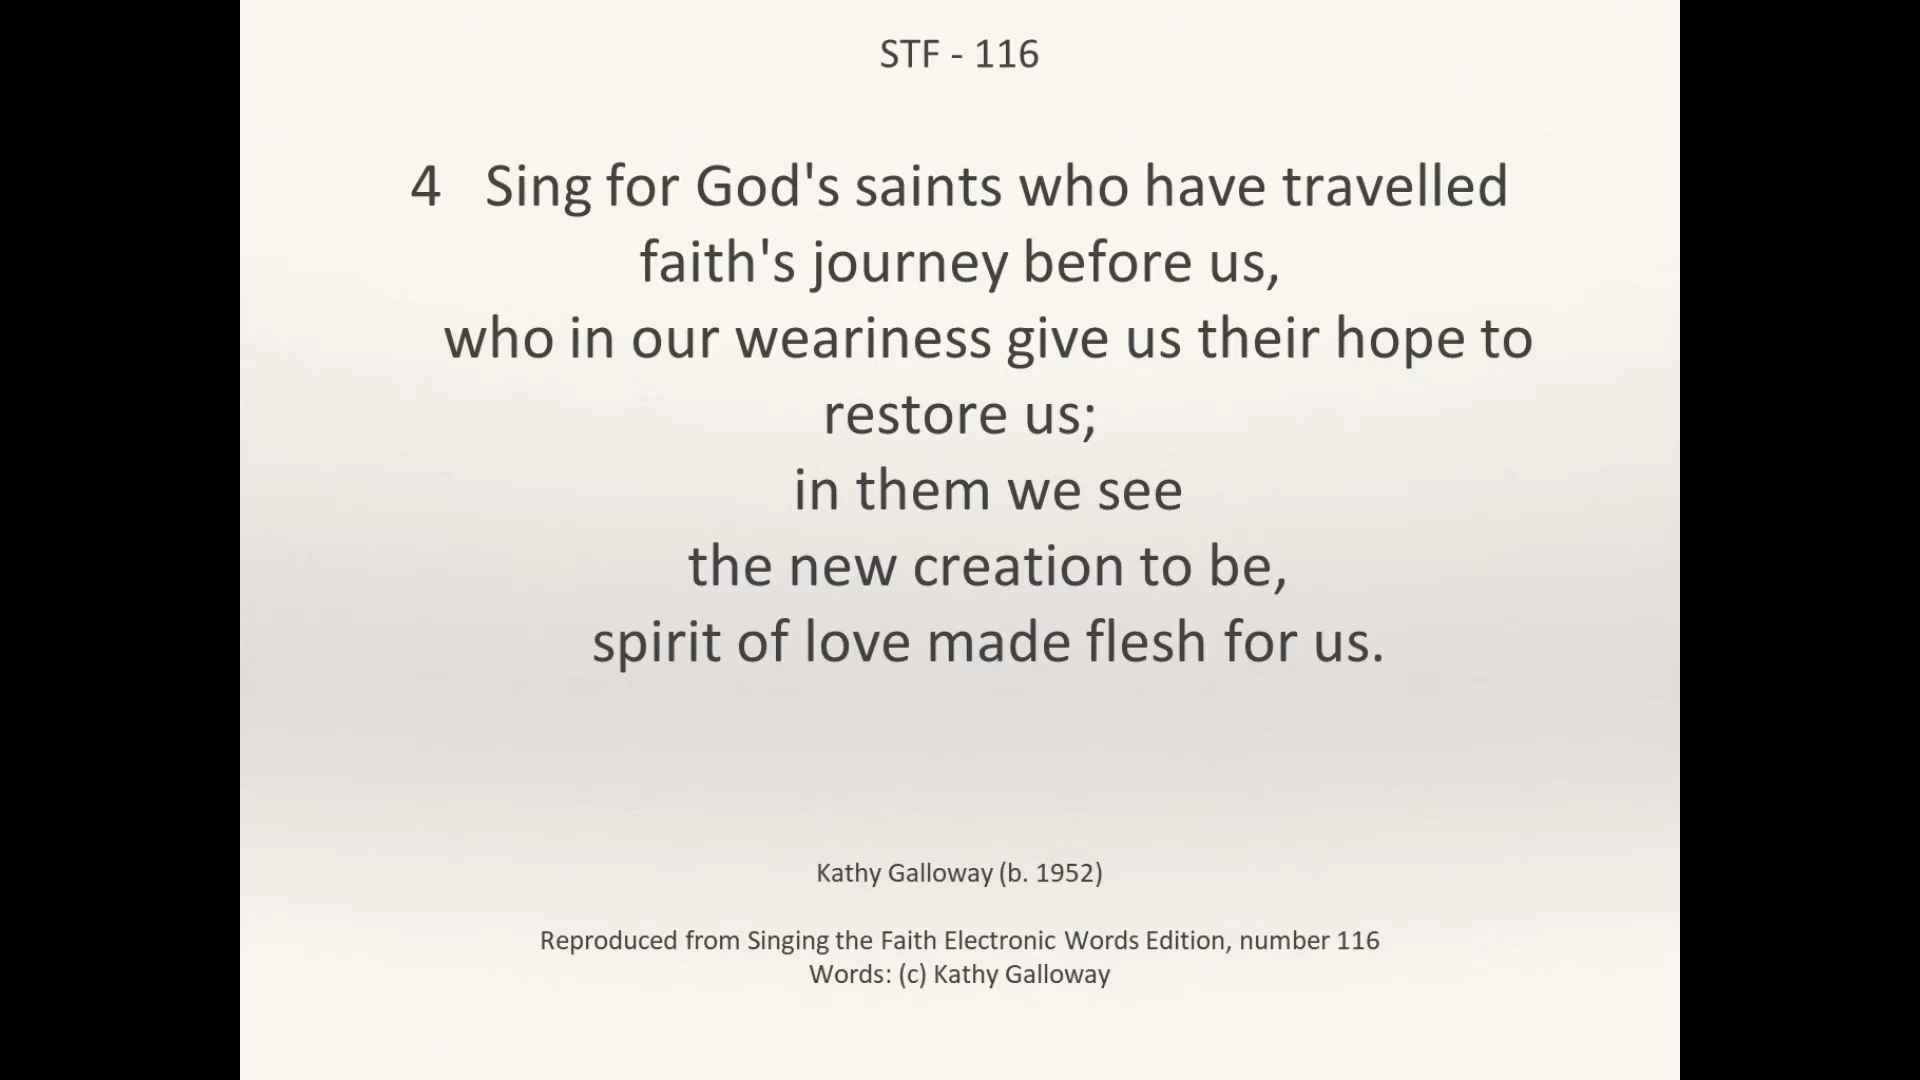 STF - 116
4 Sing for God's saints who have travelled
faith's journey before us,
who in our weariness give us their hope to
restore us;
in them we see
the new creation to be,
spirit of love made flesh for us.
Kathy Galloway (b. 1952)
Reproduced from Singing the Faith Electronic Words Edition, number 116
Words: (c) Kathy Galloway